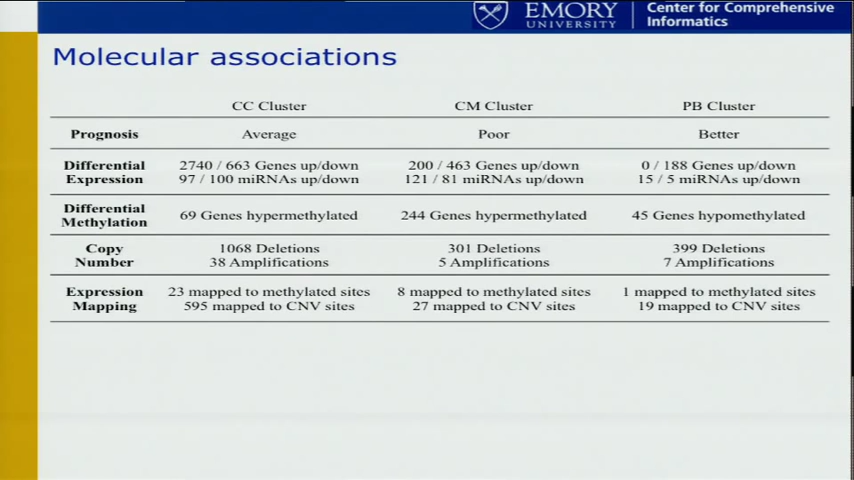 EMORY
UNIVERSITY
Center for Comprehensive
Informatics
Molecular associations
CC Cluster CM Cluster PB Cluster
Prognosis Average Poor Better
Differential Expression 2740 / 663 Genes up/down 200 / 463 Genes up/down 0 / 188 Genes up/down
97 / 100 miRNAs up/down 121 / 81 miRNAs up/down 15 / 5 miRNAs up/down
Differential Methylation 69 Genes hypermethylated 244 Genes hypermethylated 45 Genes hypomethylated
Copy Number 1068 Deletions 301 Deletions 399 Deletions
38 Amplifications 5 Amplifications 7 Amplifications
Expression Mapping 23 mapped to methylated sites 8 mapped to methylated sites 1 mapped to methylated sites
595 mapped to CNV sites 27 mapped to CNV sites 19 mapped to CNV sites